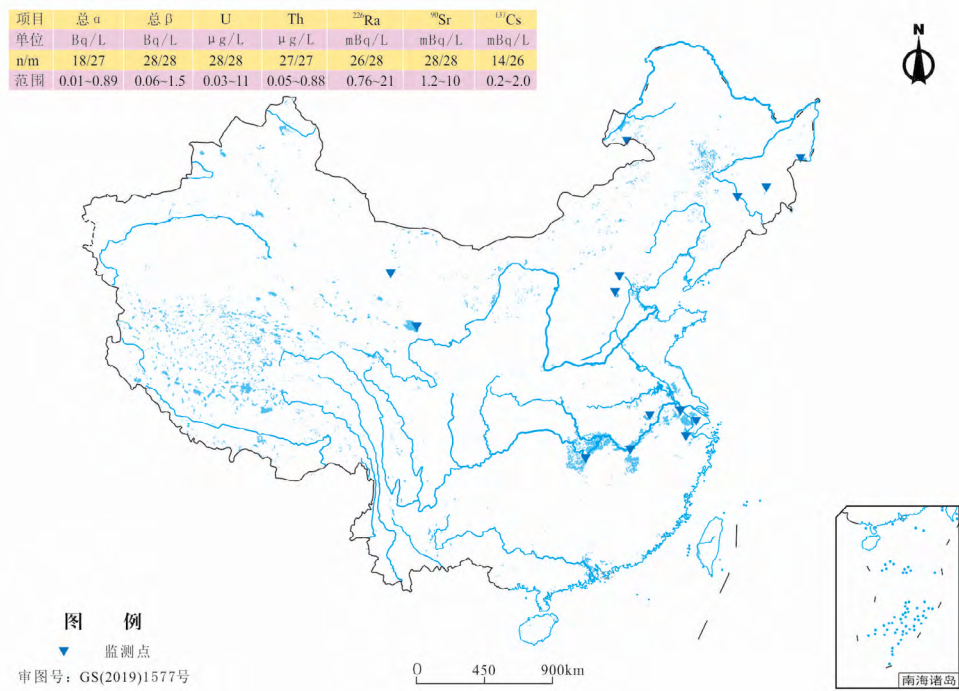 项目 总α 总β U Th ²²⁶Ra ⁹⁰Sr ¹³⁷Cs
单位 Bq/L Bq/L μg/L μg/L mBq/L mBq/L mBq/L
n/m 18/27 28/28 28/28 27/27 26/28 28/28 14/26
范围 0.01~0.89 0.06~1.5 0.03~11 0.05~0.88 0.76~21 1.2~10 0.2~2.0
N
图 例
监测点
审图号：GS(2019)1577号
0 450 900km
南海诸岛